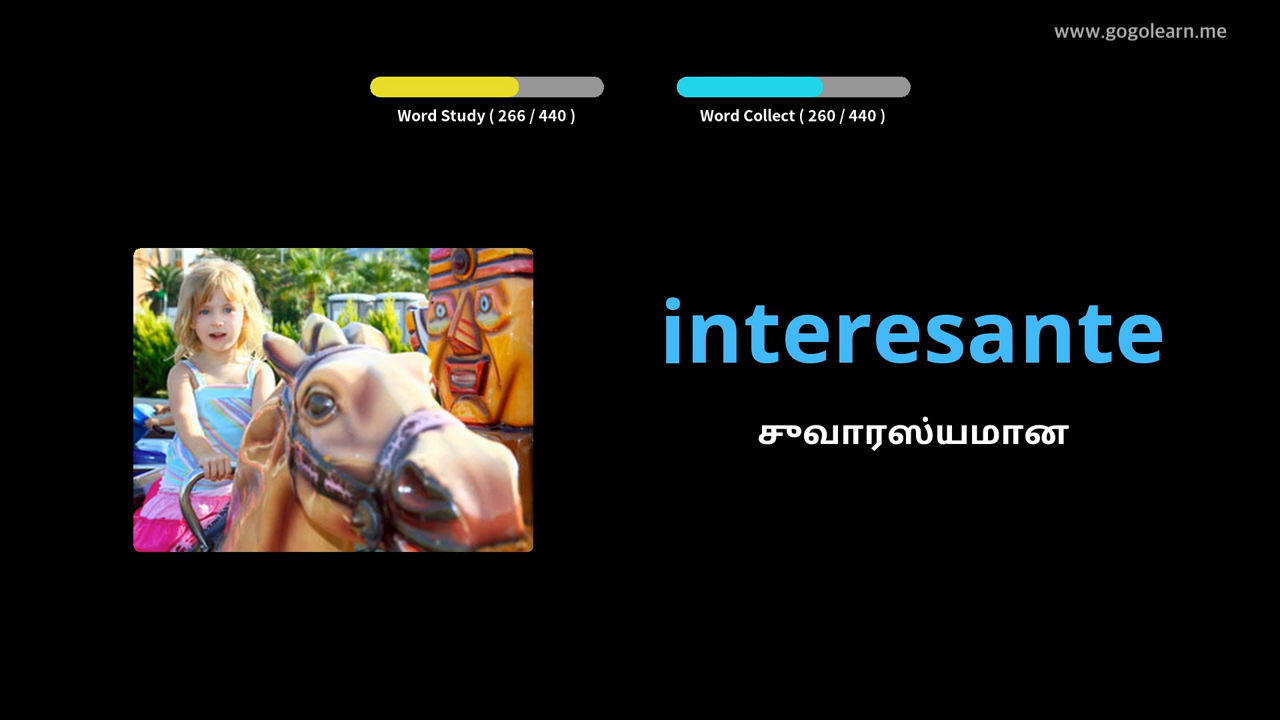 www.gogolearn.me
Word Study ( 266 / 440 )
Word Collect ( 260 / 440 )
interesante
சுவாரஸ்யமான